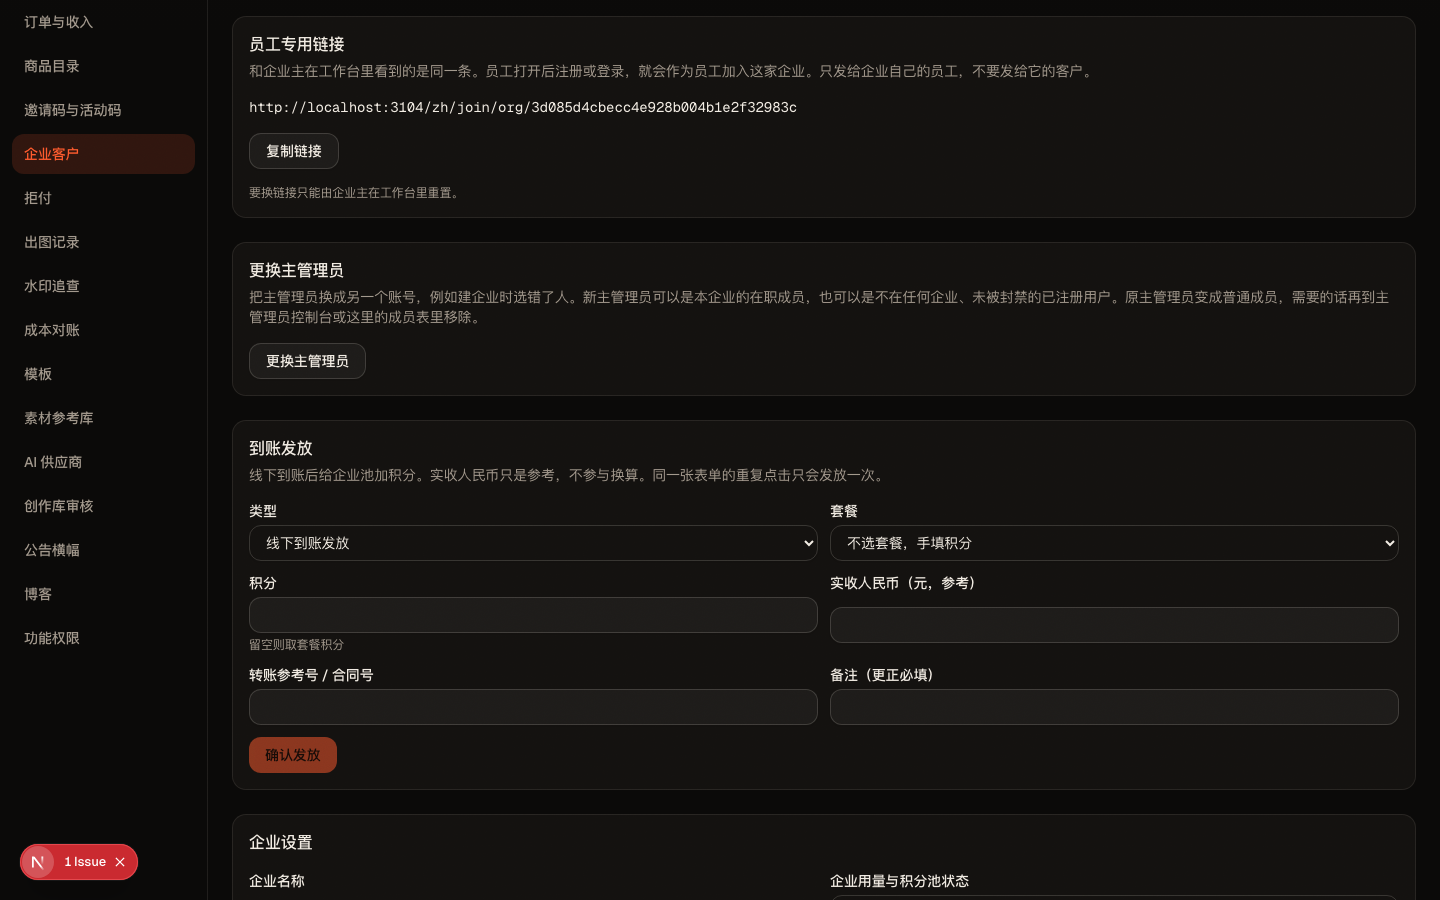 订单与收入
商品目录
邀请码与活动码
企业客户
拒付
出图记录
水印追查
成本对账
模板
素材参考库
AI 供应商
创作库审核
公告横幅
博客
功能权限
1 Issue
员工专用链接
和企业主在工作台里看到的是同一条。员工打开后注册或登录，就会作为员工加入这家企业。只发给企业自己的员工，不要发给它的客户。
http://localhost:3104/zh/join/org/3d085d4cbecc4e928b004b1e2f32983c
复制链接
要换链接只能由企业主在工作台里重置。
更换主管理员
把主管理员换成另一个账号，例如建企业时选错了人。新主管理员可以是本企业的在职成员，也可以是不在任何企业、未被封禁的已注册用户。原主管理员变成普通成员，需要的话再到主
管理员控制台或这里的成员表里移除。
更换主管理员
到账发放
线下到账后给企业池加积分。实收人民币只是参考，不参与换算。同一张表单的重复点击只会发放一次。
类型
套餐
线下到账发放
不选套餐，手填积分
积分
实收人民币（元，参考）
留空则取套餐积分
转账参考号 / 合同号
备注（更正必填）
确认发放
企业设置
企业名称
企业用量与积分池状态